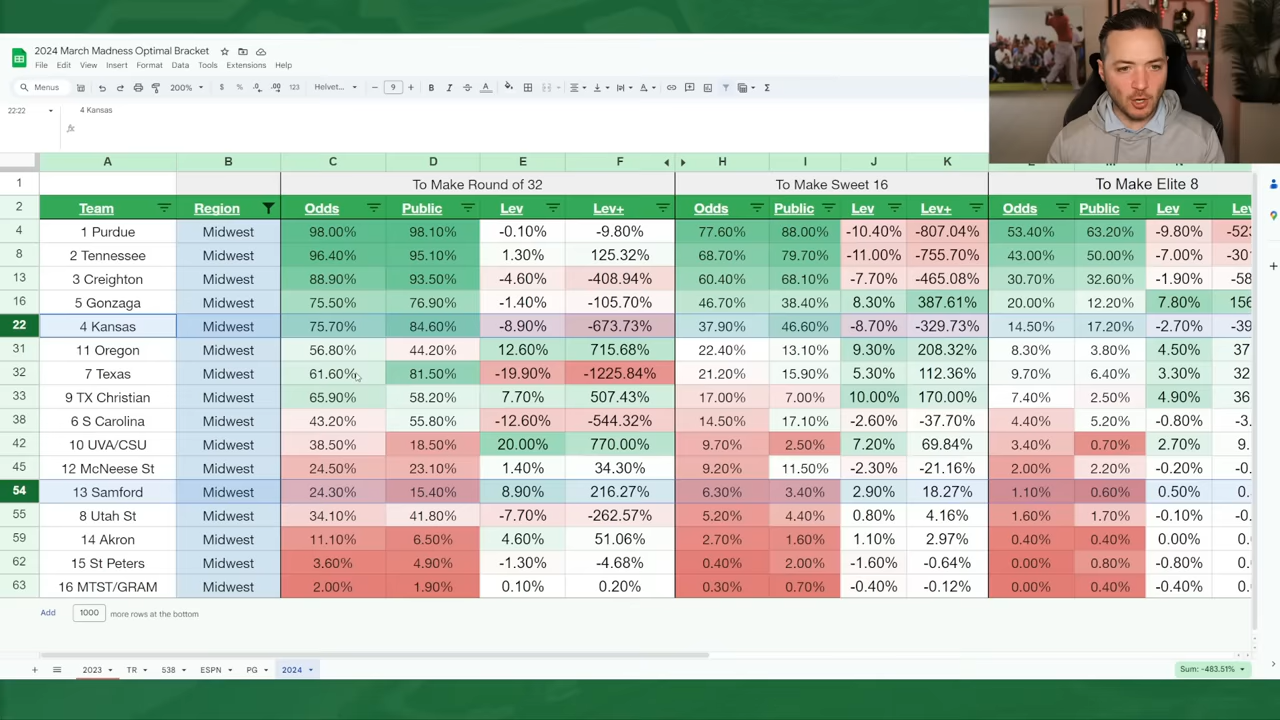 2024 March Madness Optimal Bracket
File Edit View Insert Format Data Tools Extensions Help
Menus 200% $ % .0 .00 123 Helvet... 9 B I A
22:22 4 Kansas
fx
A B C D E F H I J K
1 To Make Round of 32 To Make Sweet 16 To Make Elite 8
2 Team Region Odds Public Lev Lev+ Odds Public Lev Lev+ Odds Public Lev
4 1 Purdue Midwest 98.00% 98.10% -0.10% -9.80% 77.60% 88.00% -10.40% -807.04% 53.40% 63.20% -9.80% -523
8 2 Tennessee Midwest 96.40% 95.10% 1.30% 125.32% 68.70% 79.70% -11.00% -755.70% 43.00% 50.00% -7.00% -30
13 3 Creighton Midwest 88.90% 93.50% -4.60% -408.94% 60.40% 68.10% -7.70% -465.08% 30.70% 32.60% -1.90% -58
16 5 Gonzaga Midwest 75.50% 76.90% -1.40% -105.70% 46.70% 38.40% 8.30% 387.61% 20.00% 12.20% 7.80% 156
22 4 Kansas Midwest 75.70% 84.60% -8.90% -673.73% 37.90% 46.60% -8.70% -329.73% 14.50% 17.20% -2.70% -39
31 11 Oregon Midwest 56.80% 44.20% 12.60% 715.68% 22.40% 13.10% 9.30% 208.32% 8.30% 3.80% 4.50% 37
32 7 Texas Midwest 61.60% 81.50% -19.90% -1225.84% 21.20% 15.90% 5.30% 112.36% 9.70% 6.40% 3.30% 32
33 9 TX Christian Midwest 65.90% 58.20% 7.70% 507.43% 17.00% 7.00% 10.00% 170.00% 7.40% 2.50% 4.90% 36
38 6 S Carolina Midwest 43.20% 55.80% -12.60% -544.32% 14.50% 17.10% -2.60% -37.70% 4.40% 5.20% -0.80% -3
42 10 UVA/CSU Midwest 38.50% 18.50% 20.00% 770.00% 9.70% 2.50% 7.20% 69.84% 3.40% 0.70% 2.70% 9.
45 12 McNeese St Midwest 24.50% 23.10% 1.40% 34.30% 9.20% 11.50% -2.30% -21.16% 2.00% 2.20% -0.20% -0.
54 13 Samford Midwest 24.30% 15.40% 8.90% 216.27% 6.30% 3.40% 2.90% 18.27% 1.10% 0.60% 0.50% 0.
55 8 Utah St Midwest 34.10% 41.80% -7.70% -262.57% 5.20% 4.40% 0.80% 4.16% 1.60% 1.70% -0.10% -0.
59 14 Akron Midwest 11.10% 6.50% 4.60% 51.06% 2.70% 1.60% 1.10% 2.97% 0.40% 0.40% 0.00% 0.
62 15 St Peters Midwest 3.60% 4.90% -1.30% -4.68% 0.40% 2.00% -1.60% -0.64% 0.00% 0.80% -0.80% -0.
63 16 MTST/GRAM Midwest 2.00% 1.90% 0.10% 0.20% 0.30% 0.70% -0.40% -0.12% 0.00% 0.40% -0.40% -0.
Add 1000 more rows at the bottom
2023 TR 538 ESPN PG 2024 Sum: -483.51%